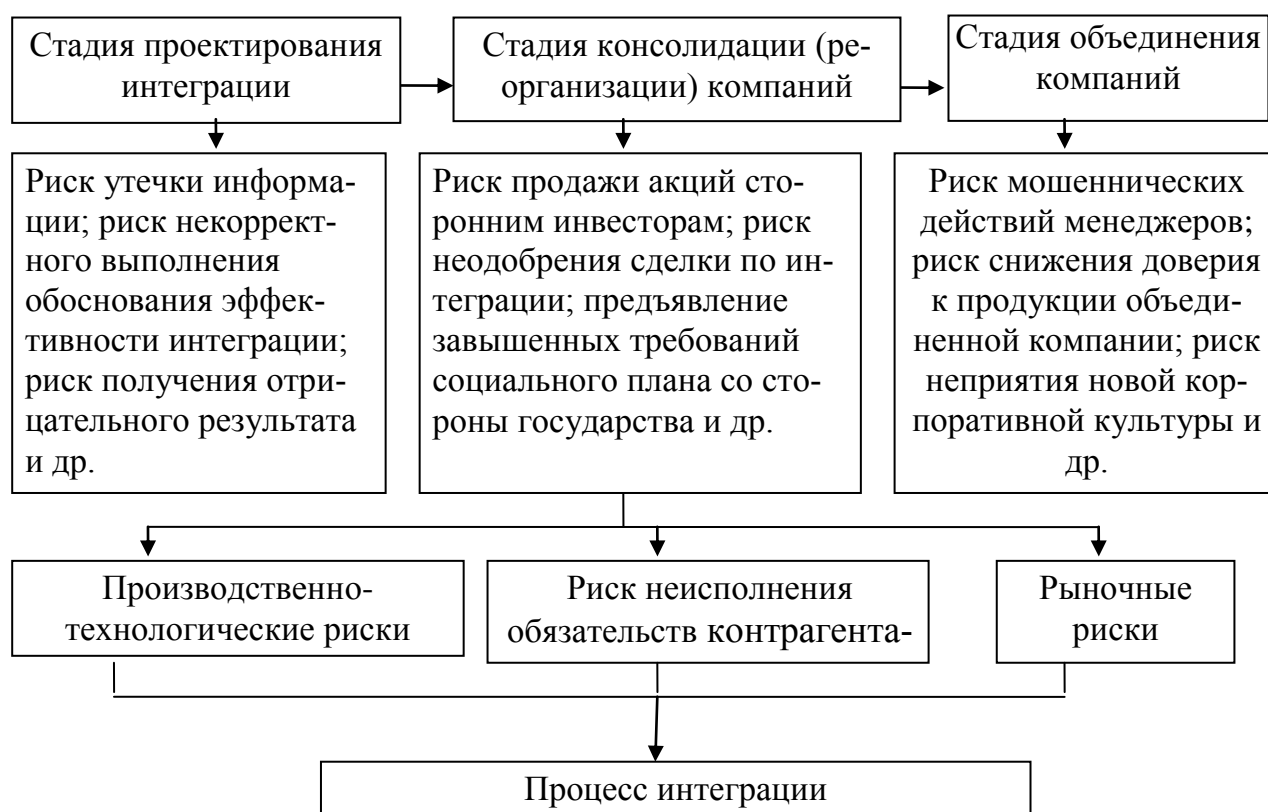 Стадия проектирования
интеграции
Стадия консолидации (ре-
организации) компаний
Стадия объединения
компаний
Риск утечки информа-
ции; риск некоррект-
ного выполнения
обоснования эффек-
тивности интеграции;
риск получения отри-
цательного результата
и др.
Риск продажи акций сто-
ронним инвесторам; риск
неодобрения сделки по ин-
теграции; предъявление
завышенных требований
социального плана со сто-
роны государства и др.
Риск мошеннических
действий менеджеров;
риск снижения доверия
к продукции объеди-
ненной компании; риск
неприятия новой кор-
поративной культуры и
др.
Производственно-
технологические риски
Риск неисполнения
обязательств контрагента-
Рыночные
риски
Процесс интеграции